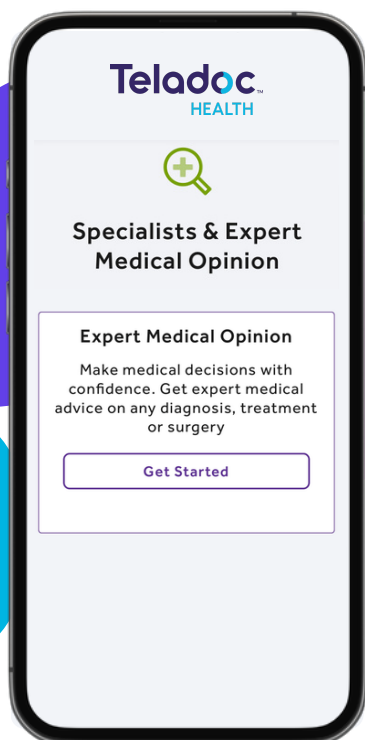 Teladoc™
HEALTH
Specialists & Expert
Medical Opinion
Expert Medical Opinion
Make medical decisions with
confidence. Get expert medical
advice on any diagnosis, treatment
or surgery
Get Started